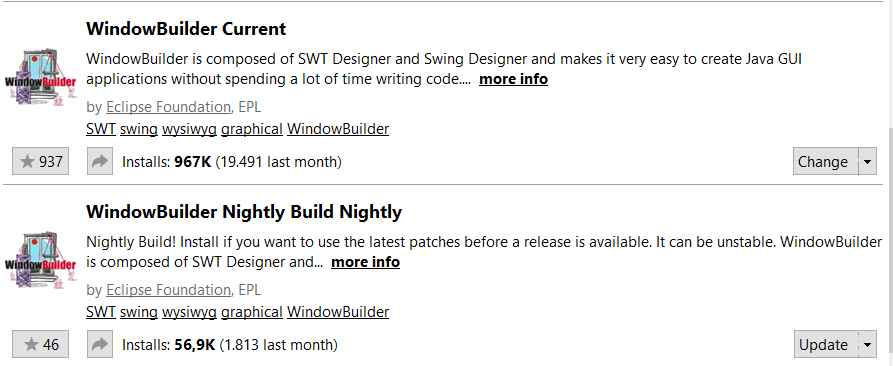 WindowBuilder Current
WindowBuilder is composed of SWT Designer and Swing Designer and makes it very easy to create Java GUI
applications without spending a lot of time writing code.... more info
WindowBuilder
by Eclipse Foundation, EPL
SWT swing wysiwyg graphical WindowBuilder
937 Installs: 967K (19.491 last month) Change
WindowBuilder Nightly Build Nightly
Nightly Build! Install if you want to use the latest patches before a release is available. It can be unstable. WindowBuilder
is composed of SWT Designer and... more info
WindowBuilder
by Eclipse Foundation, EPL
SWT swing wysiwyg graphical WindowBuilder
46 Installs: 56,9K (1.813 last month) Update